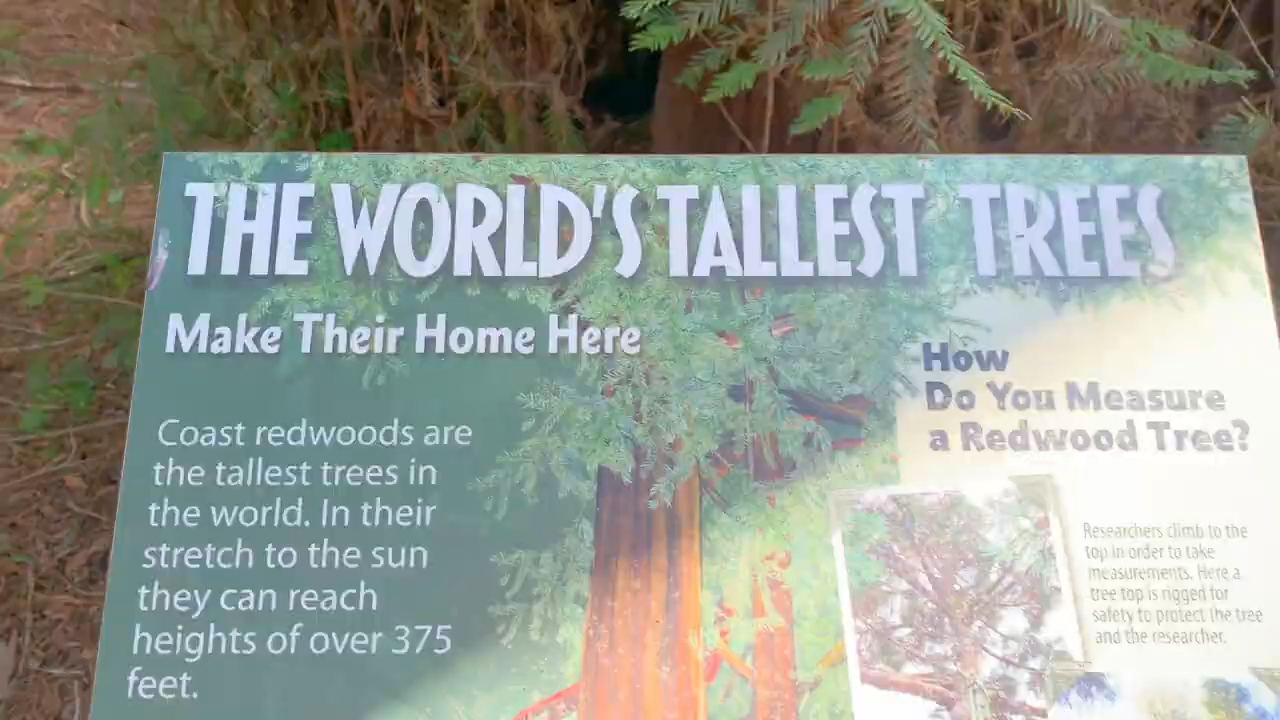 THE WORLD'S TALLEST TREES
Make Their Home Here
Coast redwoods are
the tallest trees in
the world. In their
stretch to the sun
they can reach
heights of over 375
feet.
How
Do You Measure
a Redwood Tree?
Researchers climb to the
top in order to take
measurements. Here a
tree top is rigged for
safety to protect the tree
and the researcher.